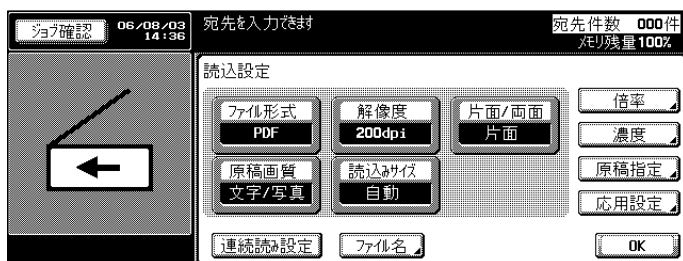 ジョブ確認
06/08/03
14:36
宛先を入力できます
宛先件数 000件
メモリ残量100%
読込設定
ファイル形式
PDF
解像度
200dpi
片面/両面
片面
原稿画質
文字/写真
読込みサイズ
自動
倍率
濃度
原稿指定
応用設定
連続読み設定
ファイル名
OK